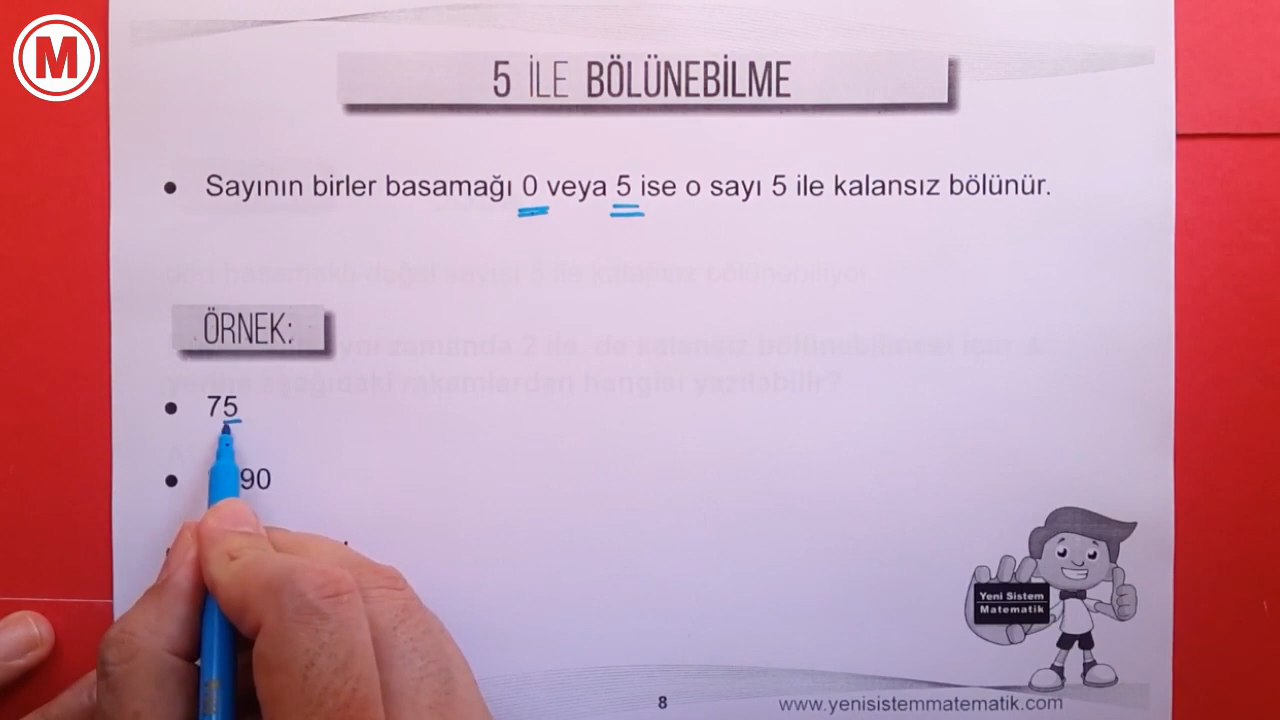 M
5 İLE BÖLÜNEBİLME
• Sayının birler basamağı 0 veya 5 ise o sayı 5 ile kalansız bölünür.
ÖRNEK:
• 75
• 90
Yeni Sistem
Matematik
8
www.yenisistemmatematik.com